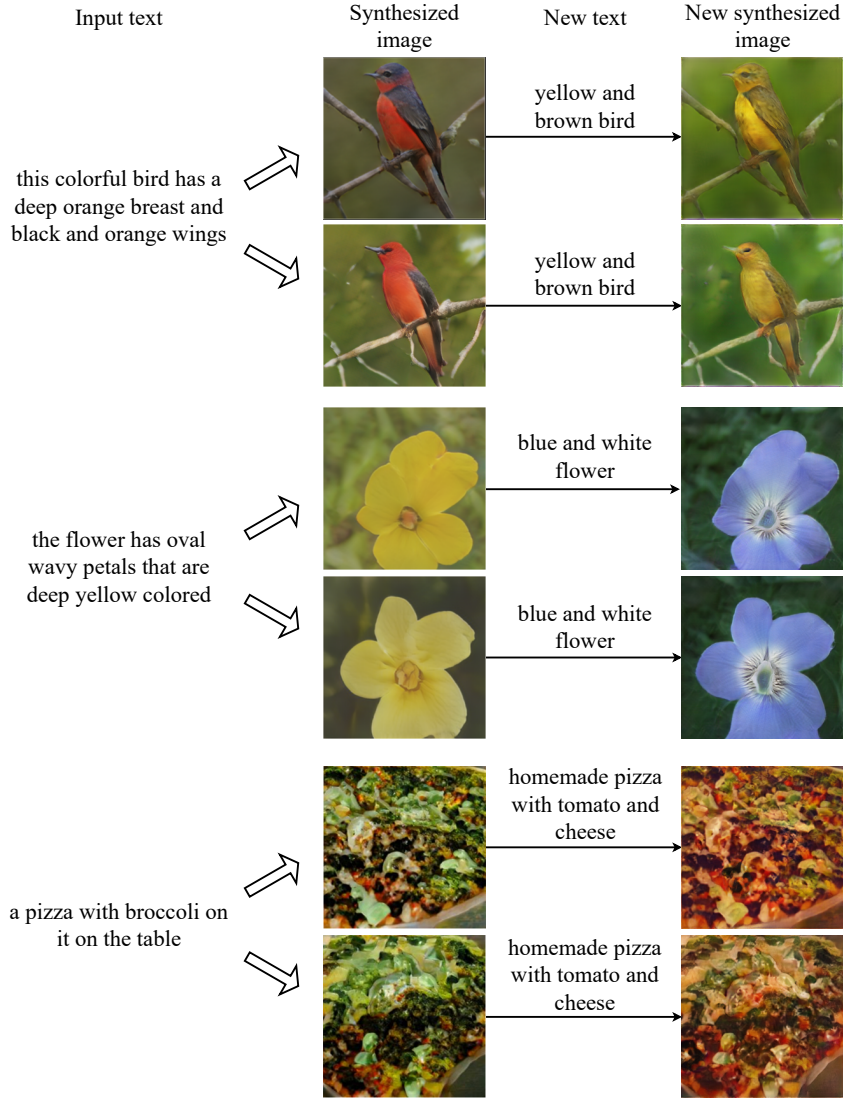 Input text
Synthesized
image
New text
New synthesized
image
yellow and
brown bird
this colorful bird has a
deep orange breast and
black and orange wings
yellow and
brown bird
blue and white
flower
the flower has oval
wavy petals that are
deep yellow colored
blue and white
flower
homemade pizza
with tomato and
cheese
a pizza with broccoli on
it on the table
homemade pizza
with tomato and
cheese